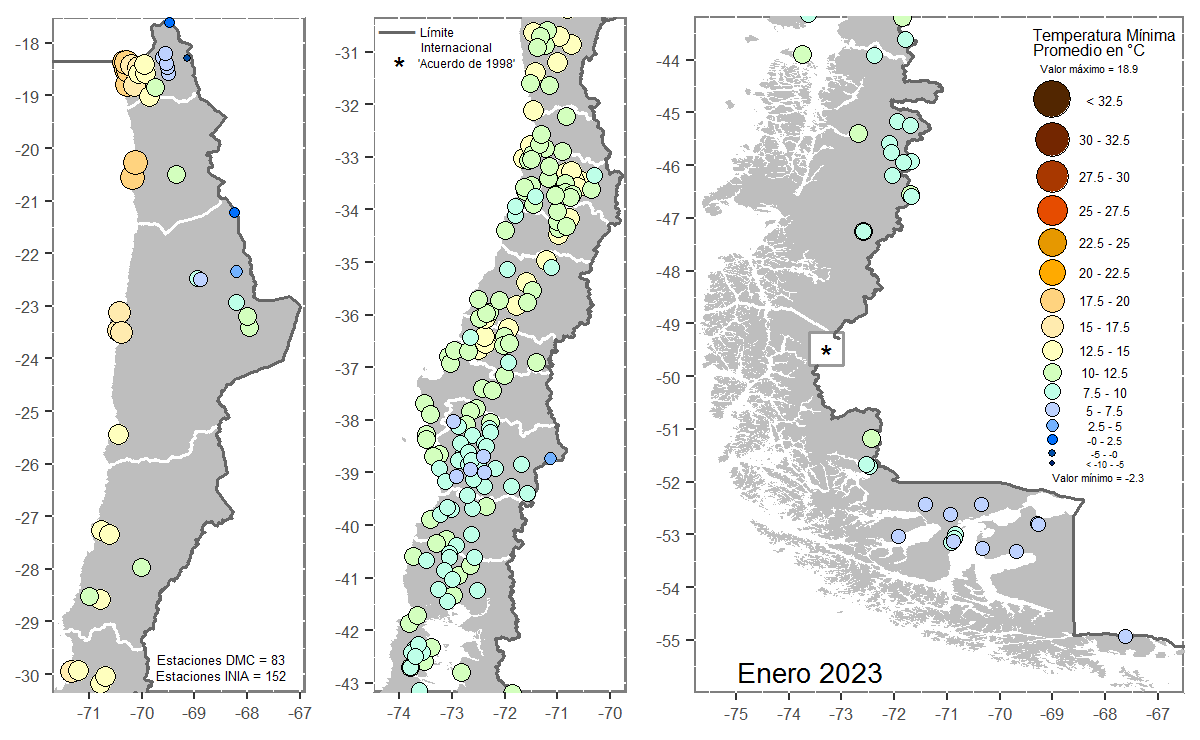 -18
-19
-20
-21
-22
-23
-24
-25
-26
-27
-28
-29
-30
-71
-70
-69
-68
-67
Estaciones DMC = 83
Estaciones INIA = 152
-31
-32
-33
-34
-35
-36
-37
-38
-39
-40
-41
-42
-43
-74
-73
-72
-71
-70
Límite
Internacional
* 'Acuerdo de 1998'
-44
-45
-46
-47
-48
-49
-50
-51
-52
-53
-54
-55
-75
-74
-73
-72
-71
-70
-69
-68
-67
*
Enero 2023
Temperatura Mínima
Promedio en °C
Valor máximo = 18.9
< 32.5
30 - 32.5
27.5 - 30
25 - 27.5
22.5 - 25
20 - 22.5
17.5 - 20
15 - 17.5
12.5 - 15
10- 12.5
7.5 - 10
5 - 7.5
2.5 - 5
-0 - 2.5
-5 - -0
< -10 - -5
Valor mínimo = -2.3